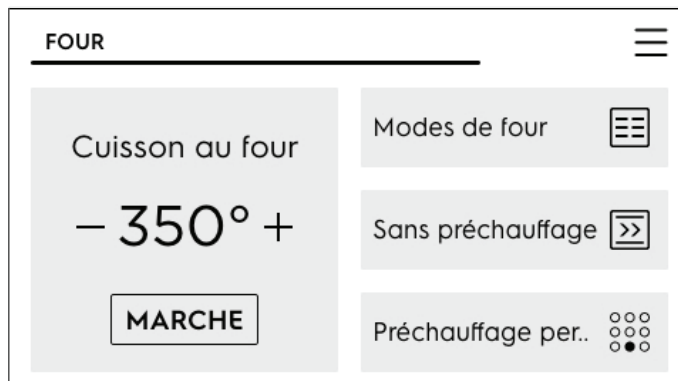 FOUR
Cuisson au four
− 350° +
MARCHE
Modes de four
Sans préchauffage
Préchauffage per..